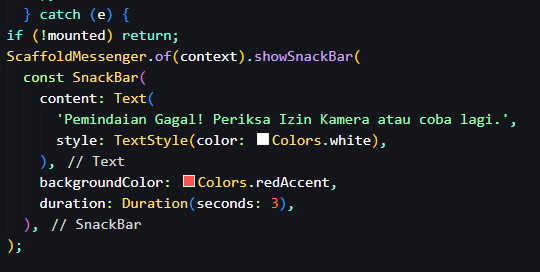 } catch (e) {
if (!mounted) return;
ScaffoldMessenger.of(context).showSnackBar(
const SnackBar(
content: Text(
'Pemindaian Gagal! Periksa Izin Kamera atau coba lagi.',
style: TextStyle(color: Colors.white),
), // Text
backgroundColor: Colors.redAccent,
duration: Duration(seconds: 3),
), // SnackBar
);